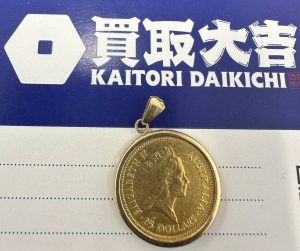 買取大吉
KAITORI DAIKICHI
ELIZABETH II AUSTRALIA
25 DOLLARS